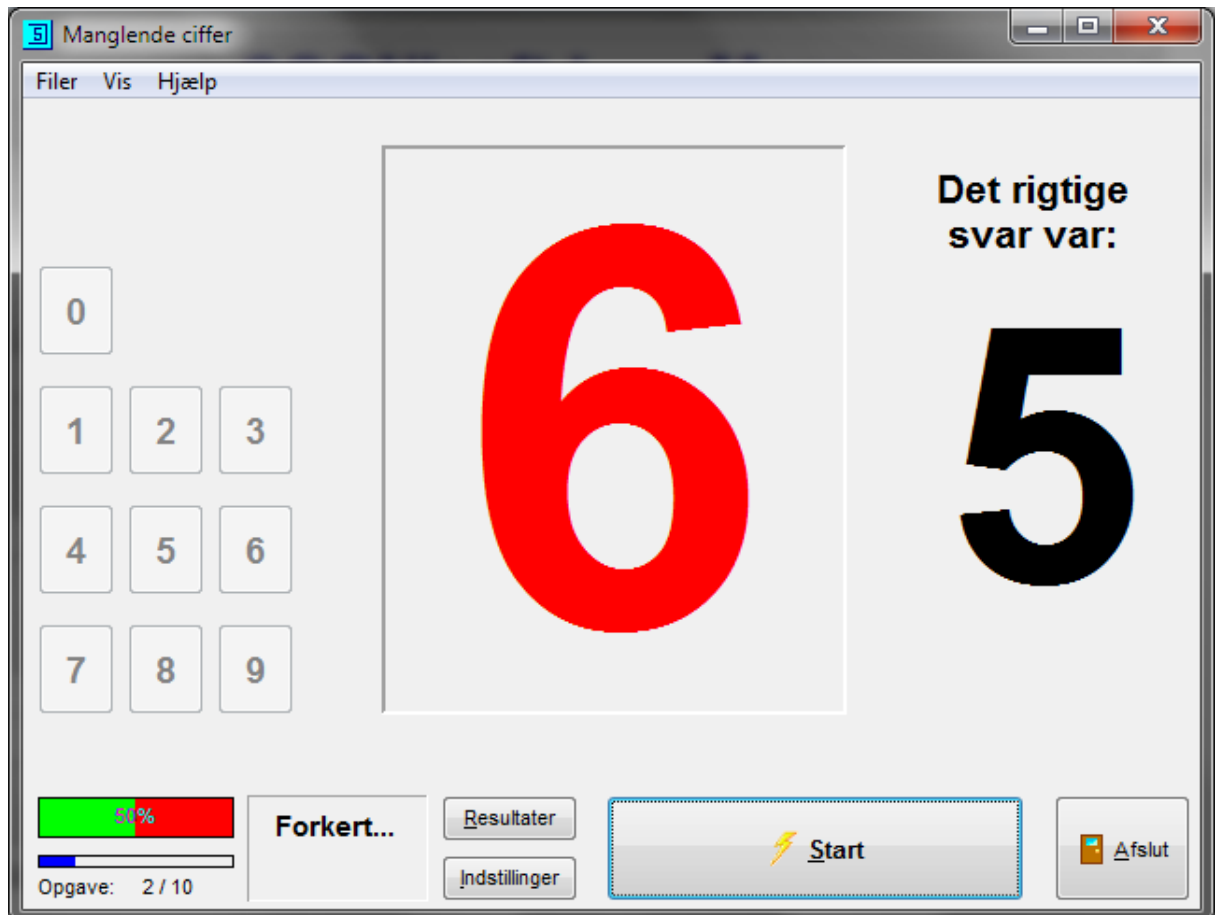 Manglende ciffer
Filer Vis Hjælp
0
1 2 3
4 5 6
7 8 9
6
Det rigtige
svar var:
5
50%
Opgave: 2 / 10
Forkert...
Resultater
Indstillinger
Start
Afslut